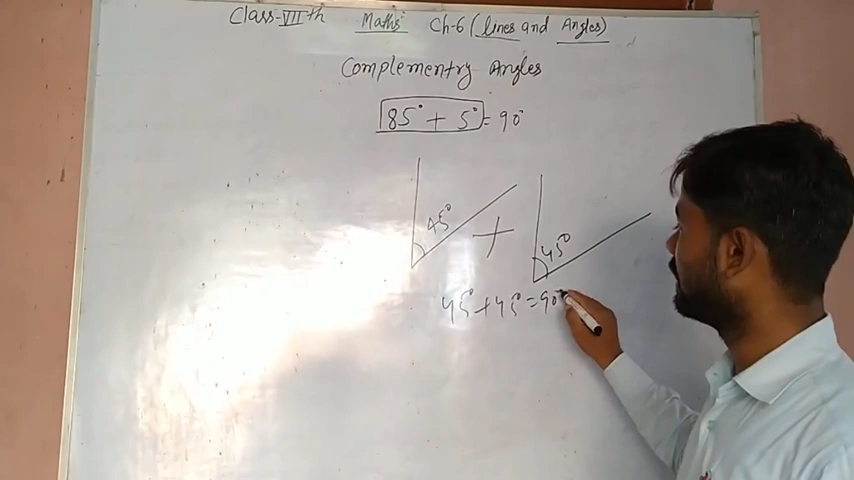 Class-VIIth Maths Ch-6 (lines and Angles)
Complementry Angles
85° + 5° = 90°
45° + 45°
45° + 45° = 90°